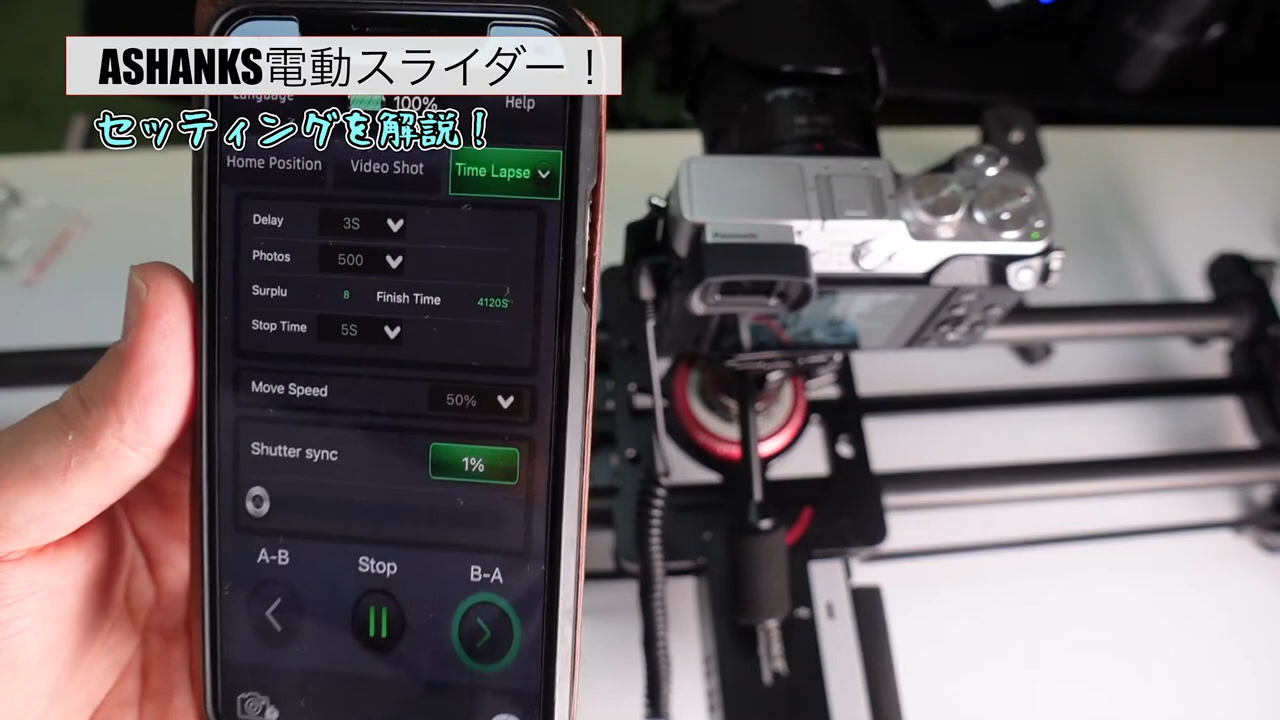 ASHANKS電動スライダー！
セッティングを解説！
Language 100% Help
Home Position Video Shot Time Lapse
Delay 3S
Photos 500
Surplu 8 Finish Time 4120S
Stop Time 5S
Move Speed 50%
Shutter sync 1%
A-B Stop B-A
Panasonic